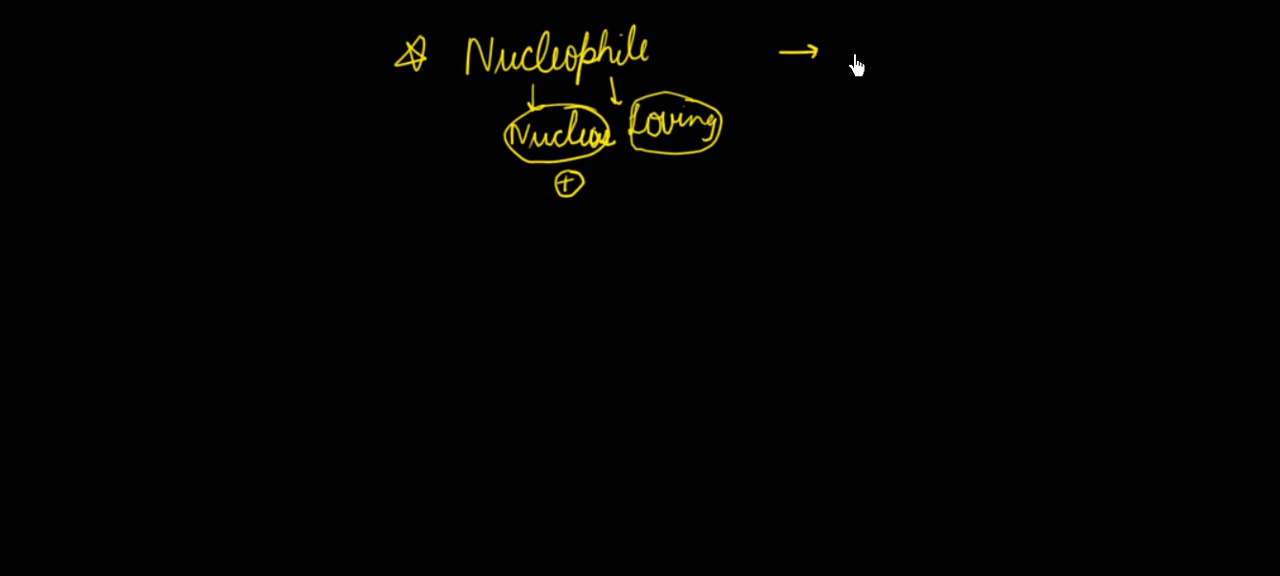 ☆ Nucleophile →
↓ ↓
Nucleus Loving
⊕